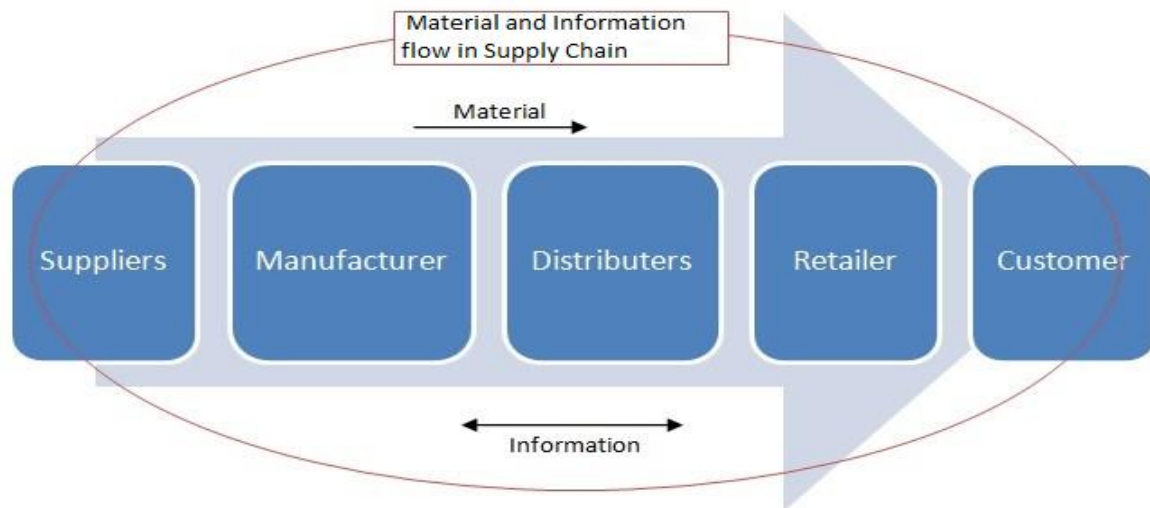 Material and Information
flow in Supply Chain
Material
Suppliers
Manufacturer
Distributers
Retailer
Customer
Information